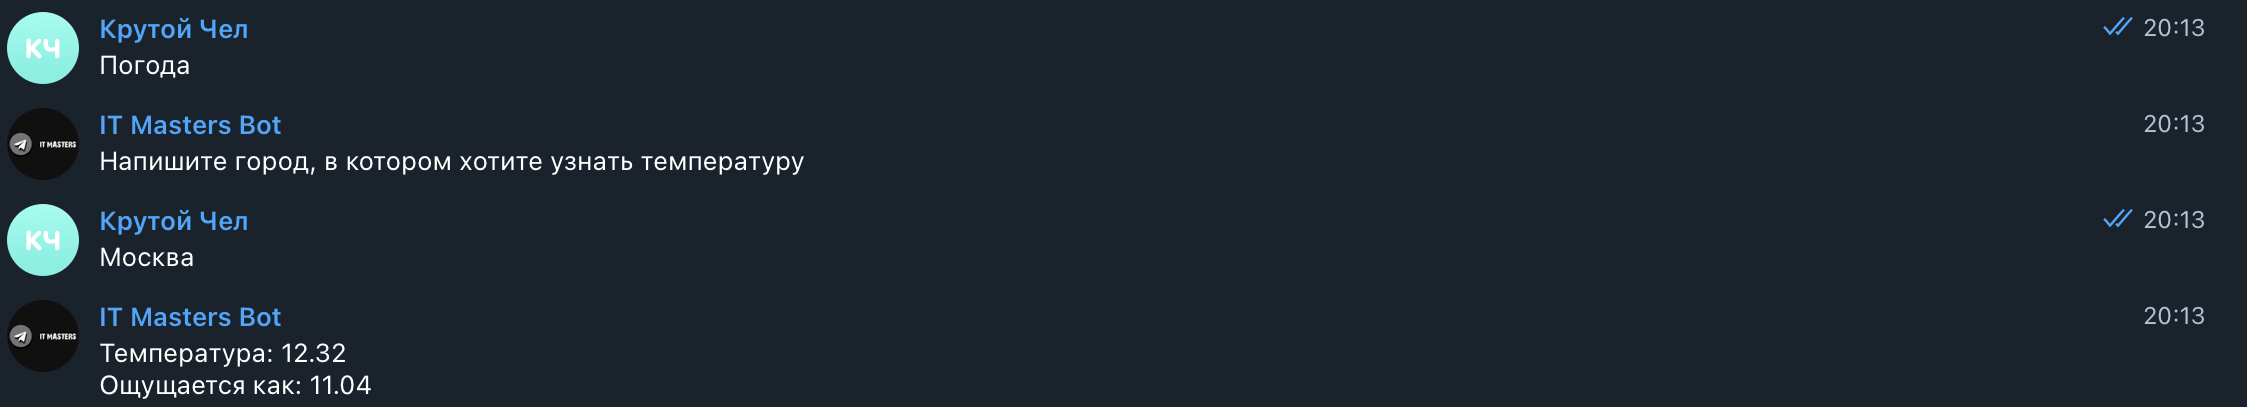 КЧ
Крутой Чел
20:13
Погода
IT MASTERS
IT Masters Bot
20:13
Напишите город, в котором хотите узнать температуру
КЧ
Крутой Чел
20:13
Москва
IT MASTERS
IT Masters Bot
20:13
Температура: 12.32
Ощущается как: 11.04